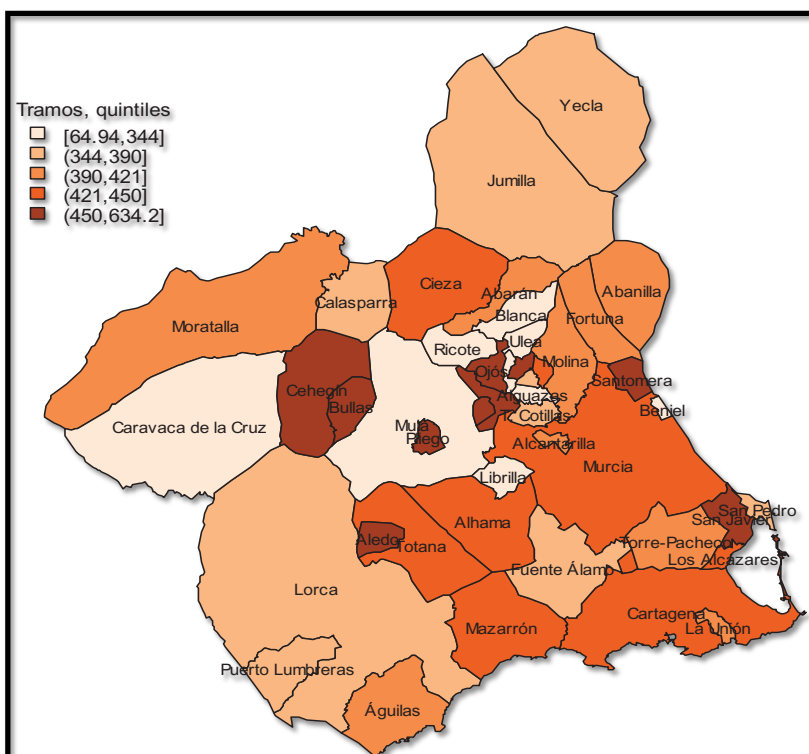 Tramos, quintiles
[64.94,344]
(344,390]
(390,421]
(421,450]
(450,634.2]
Yecla
Jumilla
Cieza
Calasparra
Abarán
Abanilla
Moratalla
Blanca
Fortuna
Ulea
Ricote
Molina
Ojós
Santomera
Cehegín
Alguazas
Bullas
Beniel
Cotillas
Caravaca de la Cruz
Mula
Pliego
Alcantarilla
Murcia
Librilla
San Pedro
San Javier
Alhama
Aledo
Totana
Torre-Pacheco
Los Alcázares
Fuente Álamo
Lorca
Cartagena
Mazarrón
La Unión
Puerto Lumbreras
Águilas